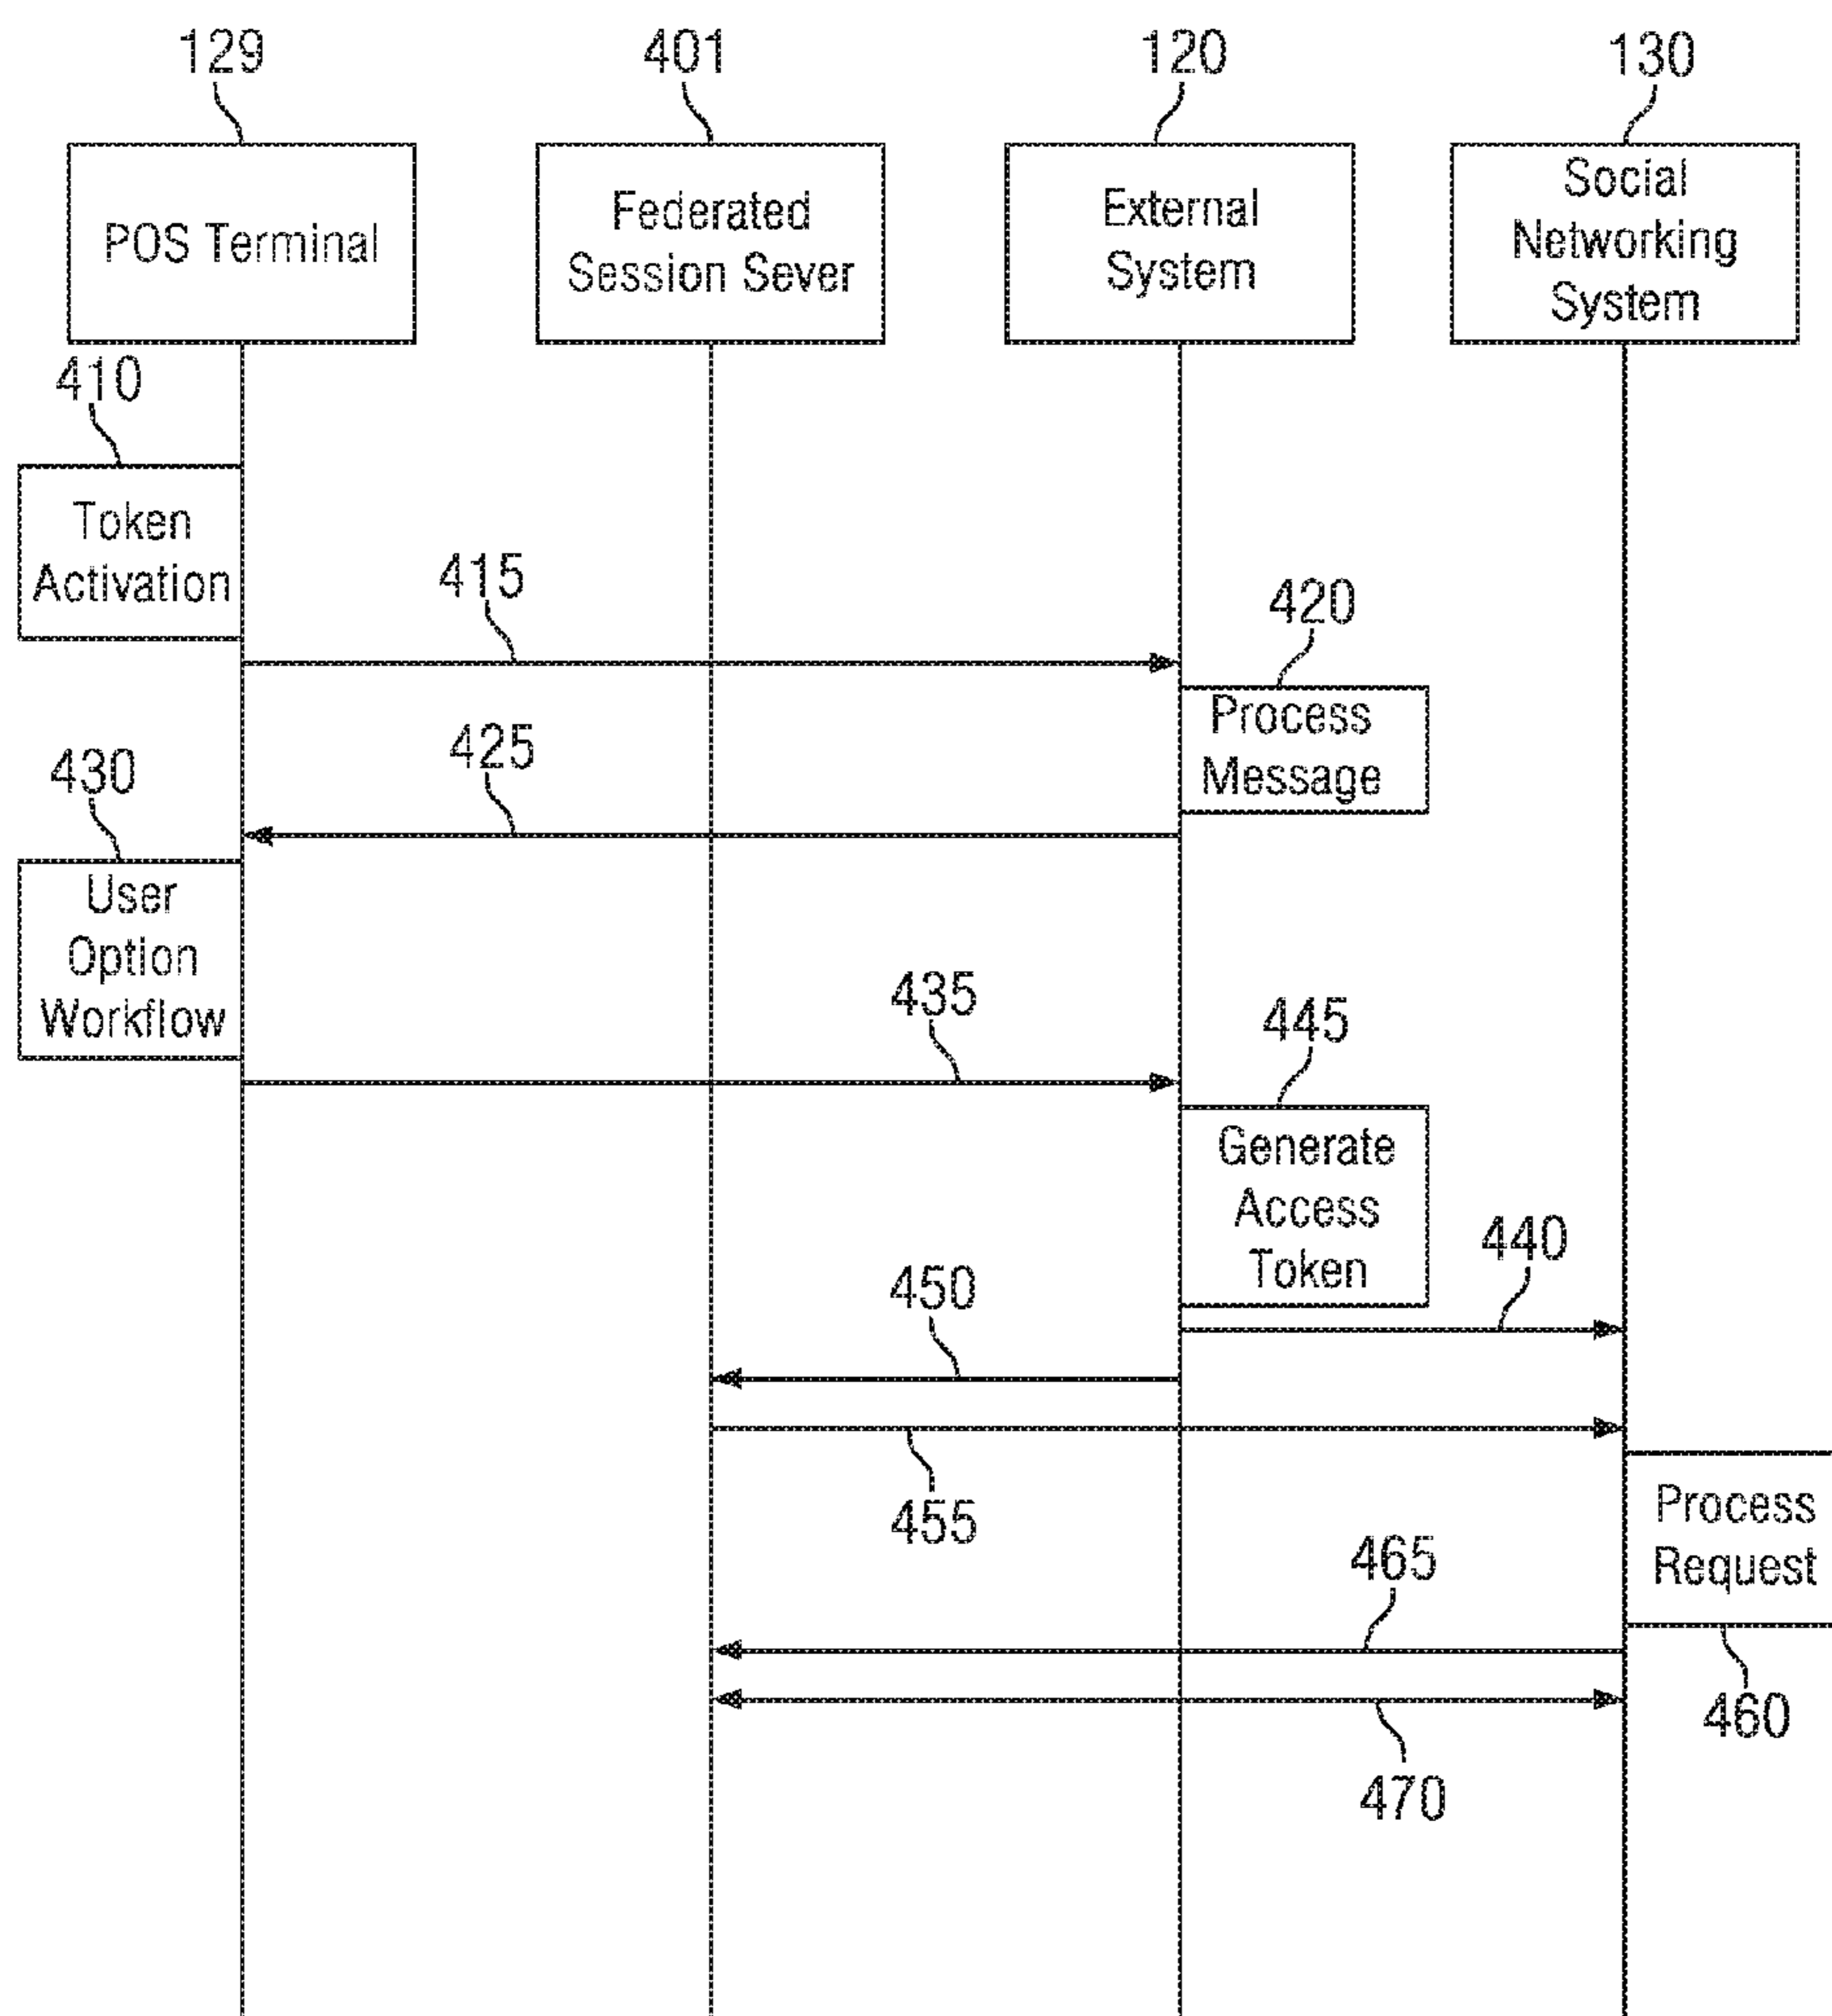 129
401
120
130
POS Terminal
Federated
Session Sever
External
System
Social
Networking
System
410
Token
Activation
415
420
Process
Message
425
430
User
Option
Workflow
435
445
Generate
Access
Token
440
450
455
Process
Request
465
460
470